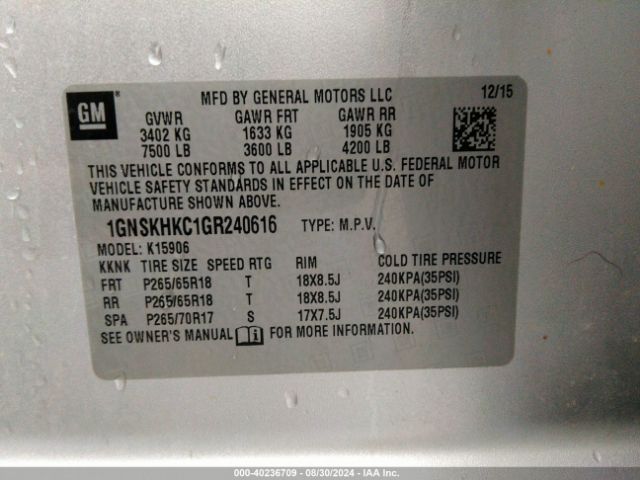 GM
MFD BY GENERAL MOTORS LLC 12/15
GVWR GAWR FRT GAWR RR
3402 KG 1633 KG 1905 KG
7500 LB 3600 LB 4200 LB
THIS VEHICLE CONFORMS TO ALL APPLICABLE U.S. FEDERAL MOTOR
VEHICLE SAFETY STANDARDS IN EFFECT ON THE DATE OF
MANUFACTURE SHOWN ABOVE.
1GNSKHKC1GR240616 TYPE: M.P.V.
MODEL: K15906
KKNK TIRE SIZE SPEED RTG RIM COLD TIRE PRESSURE
FRT P265/65R18 T 18X8.5J 240KPA(35PSI)
RR P265/65R18 T 18X8.5J 240KPA(35PSI)
SPA P265/70R17 S 17X7.5J 240KPA(35PSI)
SEE OWNER'S MANUAL FOR MORE INFORMATION.
000-40236709 - 08/30/2024 - IAA Inc.